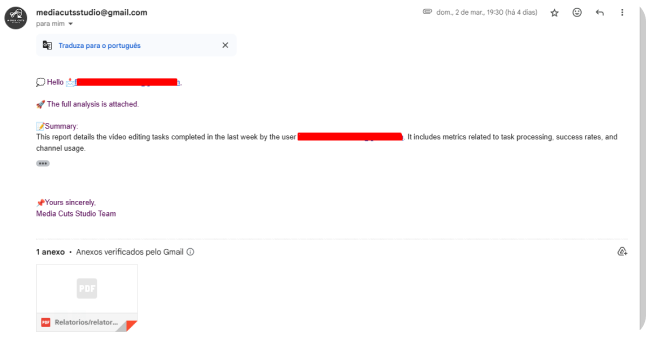 mediacutsstudio@gmail.com
dom., 2 de mar., 19:30 (há 4 dias)
para mim
Traduza para o português
Hello
The full analysis is attached.
Summary:
This report details the video editing tasks completed in the last week by the user It includes metrics related to task processing, success rates, and
channel usage.
Yours sincerely,
Media Cuts Studio Team
1 anexo • Anexos verificados pelo Gmail
PDF
PDF Relatorios/relator...